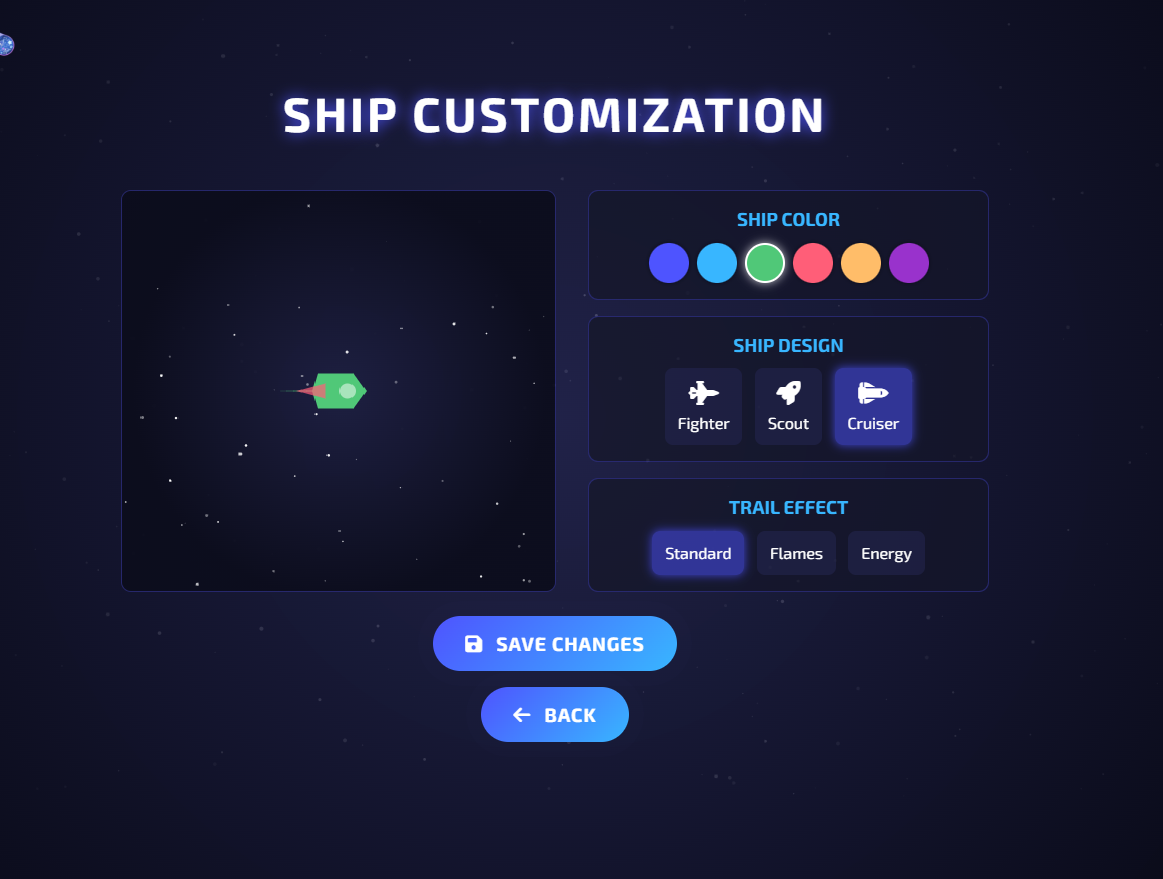 SHIP CUSTOMIZATION
SHIP COLOR
SHIP DESIGN
Fighter Scout Cruiser
TRAIL EFFECT
Standard Flames Energy
SAVE CHANGES
BACK